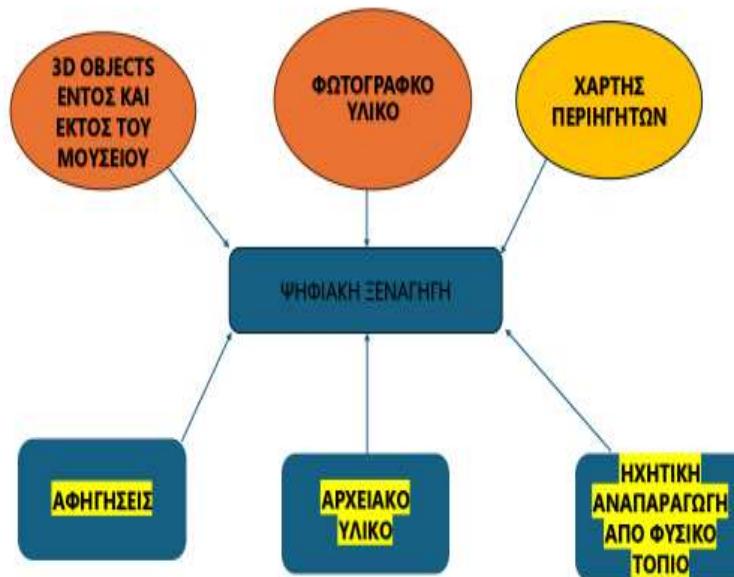 3D OBJECTS
ΕΝΤΟΣ ΚΑΙ
ΕΚΤΟΣ ΤΟΥ
ΜΟΥΣΕΙΟΥ
ΦΩΤΟΓΡΑΦΚΟ
ΥΛΙΚΟ
ΧΑΡΤΗΣ
ΠΕΡΙΗΓΗΤΩΝ
ΨΗΦΙΑΚΗ ΞΕΝΑΓΗΓΗ
ΑΦΗΓΗΣΕΙΣ
ΑΡΧΕΙΑΚΟ
ΥΛΙΚΟ
ΗΧΗΤΙΚΗ
ΑΝΑΠΑΡΑΓΩΓΗ
ΑΠΟ ΦΥΣΙΚΟ
ΤΟΠΙΟ